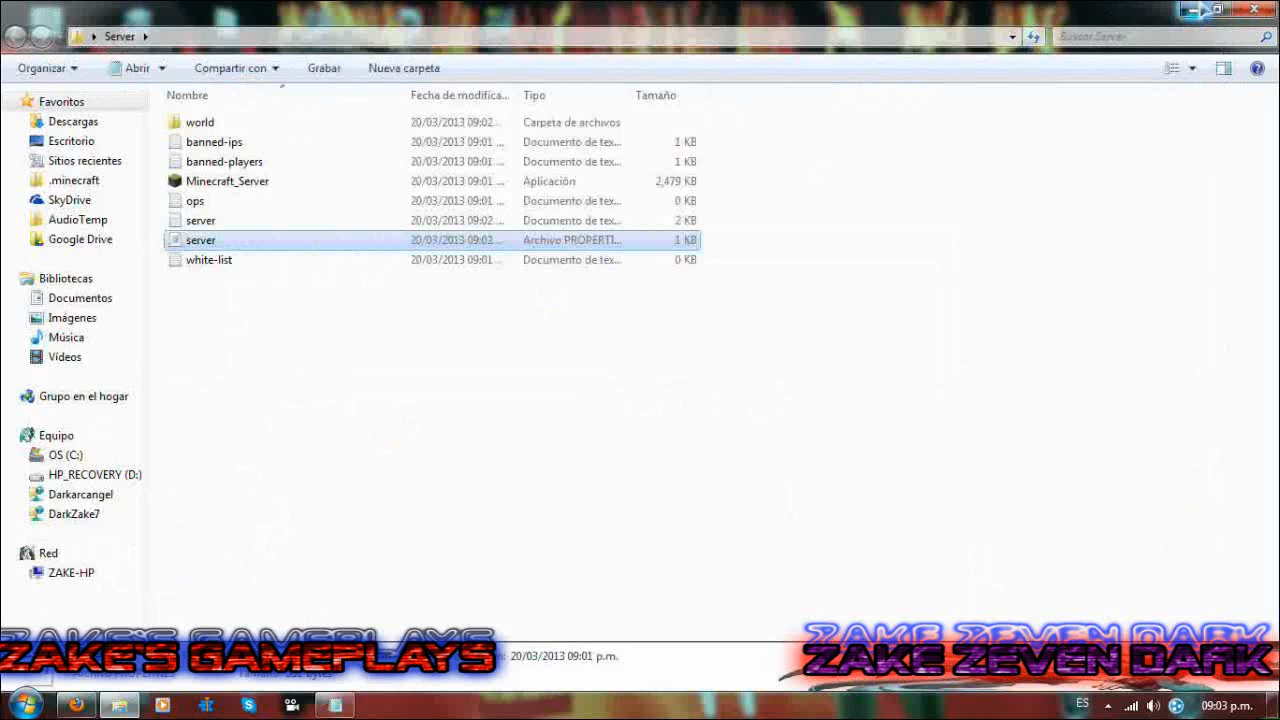 Server
Buscar Server
Organizar
Abrir
Compartir con
Grabar
Nueva carpeta
Nombre
Fecha de modifica...
Tipo
Tamaño
world 20/03/2013 09:02 ... Carpeta de archivos
banned-ips 20/03/2013 09:01 ... Documento de tex... 1 KB
banned-players 20/03/2013 09:01 ... Documento de tex... 1 KB
Minecraft_Server 20/03/2013 09:01 ... Aplicación 2,479 KB
ops 20/03/2013 09:01 ... Documento de tex... 0 KB
server 20/03/2013 09:02 ... Documento de tex... 2 KB
server 20/03/2013 09:02 ... Archivo PROPERTI... 1 KB
white-list 20/03/2013 09:01 ... Documento de tex... 0 KB
Favoritos
Descargas
Escritorio
Sitios recientes
.minecraft
SkyDrive
AudioTemp
Google Drive
Bibliotecas
Documentos
Imágenes
Música
Vídeos
Grupo en el hogar
Equipo
OS (C:)
HP_RECOVERY (D:)
Darkarcangel
DarkZake7
Red
ZAKE-HP
ZAKE'S GAMEPLAYS
20/03/2013 09:01 p.m.
ZAKE ZEVEN DARK
ES
09:03 p.m.